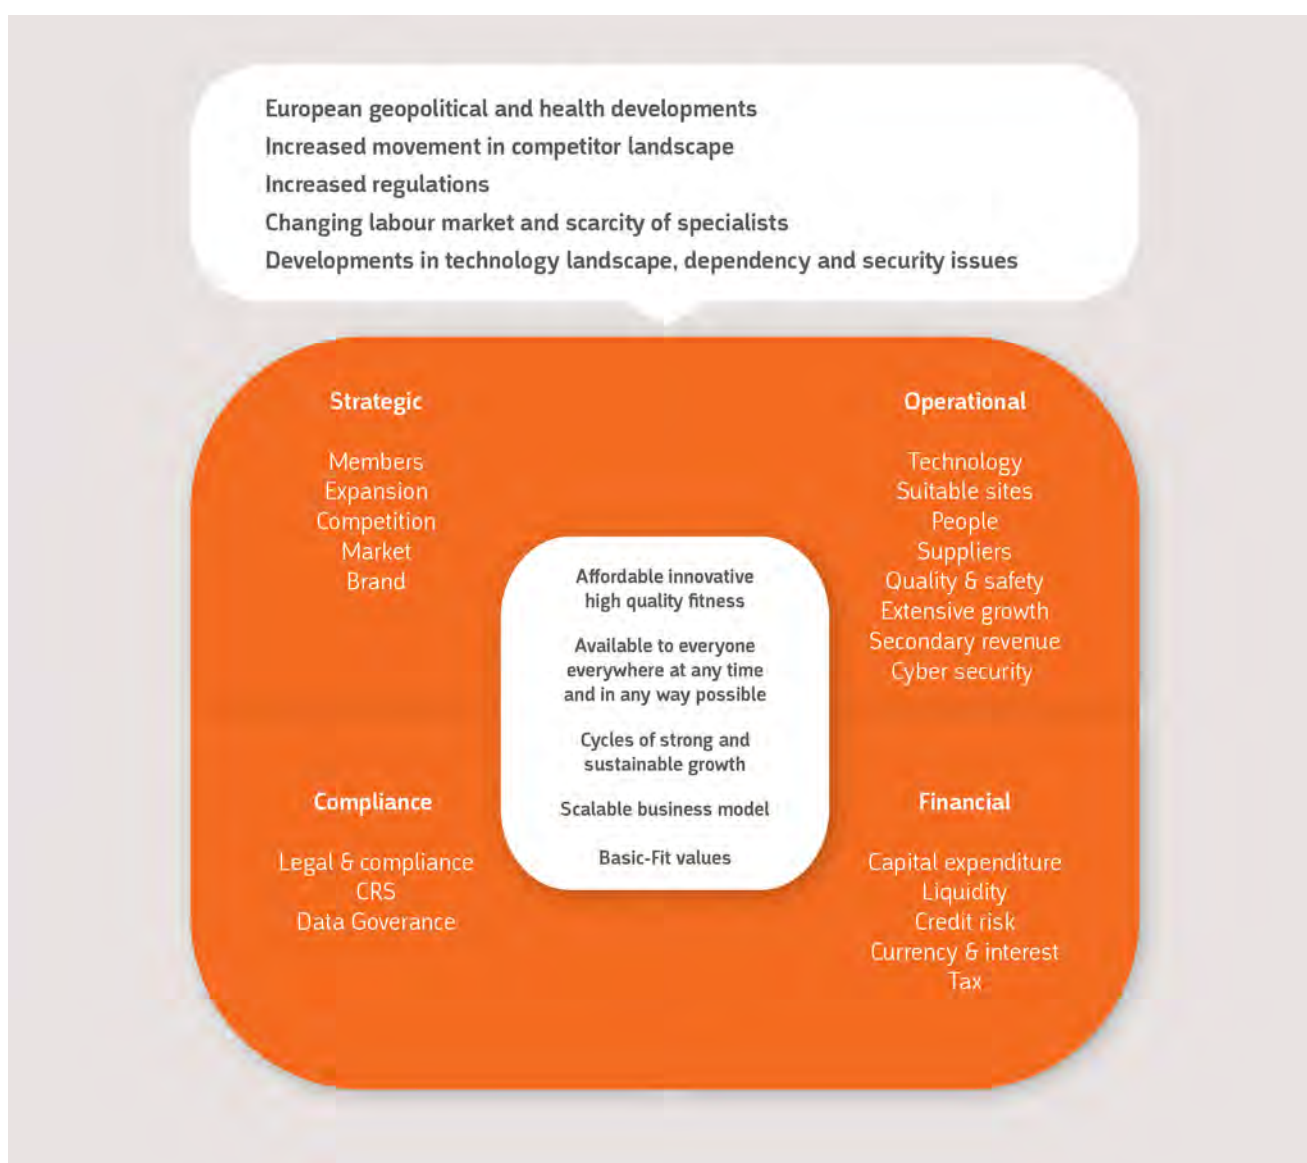 European geopolitical and health developments
Increased movement in competitor landscape
Increased regulations
Changing labour market and scarcity of specialists
Developments in technology landscape, dependency and security issues
Strategic
Members
Expansion
Competition
Market
Brand
Operational
Technology
Suitable sites
People
Suppliers
Quality & safety
Extensive growth
Secondary revenue
Cyber security
Affordable innovative
high quality fitness
Available to everyone
everywhere at any time
and in any way possible
Cycles of strong and
sustainable growth
Scalable business model
Basic-Fit values
Compliance
Legal & compliance
CRS
Data Goverance
Financial
Capital expenditure
Liquidity
Credit risk
Currency & interest
Tax